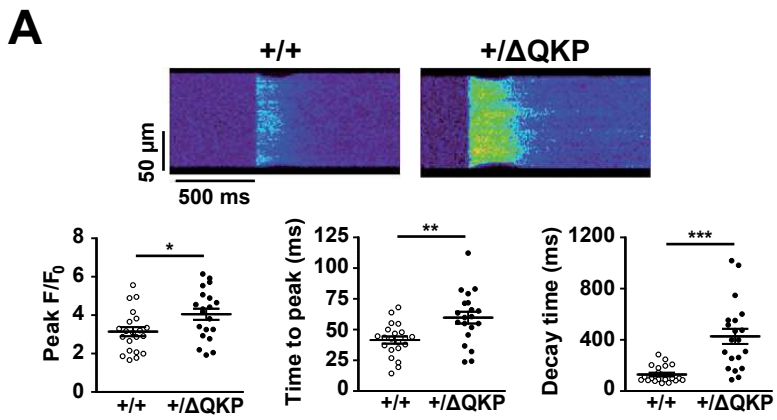 A
+/+
+/ΔQKP
50 µm
500 ms
Peak F/F0
8
6
4
2
0
*
+/+
+/ΔQKP
Time to peak (ms)
125
100
75
50
25
0
**
+/+
+/ΔQKP
Decay time (ms)
1200
800
400
0
***
+/+
+/ΔQKP